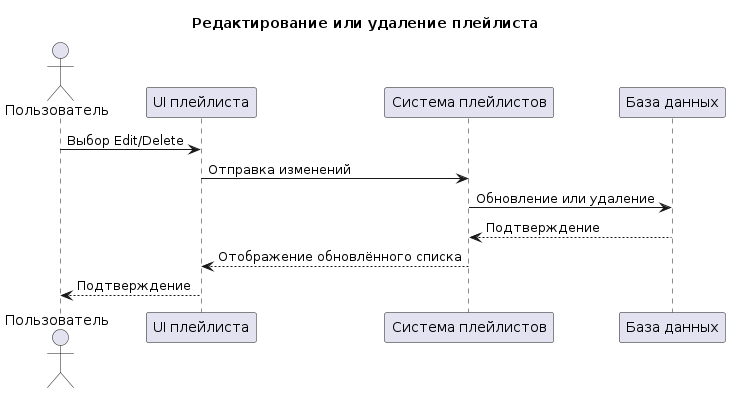 Редактирование или удаление плейлиста
Пользователь
UI плейлиста
Система плейлистов
База данных
Выбор Edit/Delete
Отправка изменений
Обновление или удаление
Подтверждение
Отображение обновлённого списка
Подтверждение
Пользователь
UI плейлиста
Система плейлистов
База данных